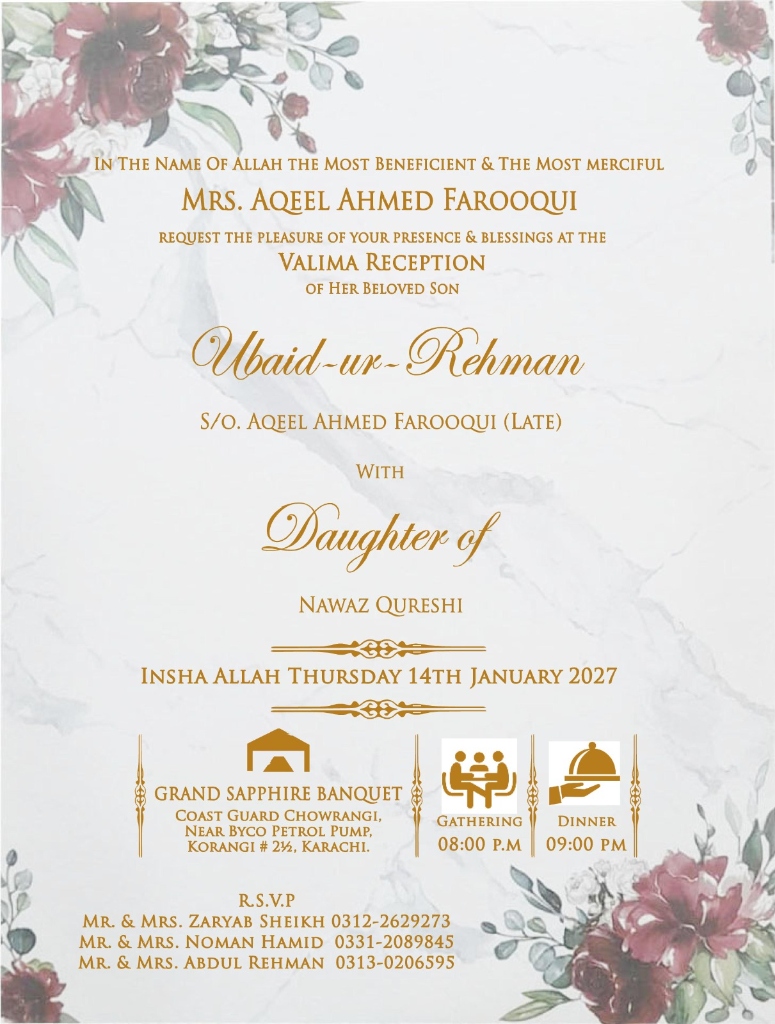 In The Name Of Allah the Most Beneficient & The Most merciful
Mrs. Aqeel Ahmed Farooqui
request the pleasure of your presence & blessings at the
Valima Reception
of Her Beloved Son
Ubaid-ur-Rehman
S/o. Aqeel Ahmed Farooqui (Late)
With
Daughter of
Nawaz Qureshi
Insha Allah Thursday 14th January 2027
Grand Sapphire Banquet
Coast Guard Chowrangi,
Near Byco Petrol Pump,
Korangi # 2½, Karachi.
Gathering
08:00 p.m
Dinner
09:00 pm
R.S.V.P
Mr. & Mrs. Zaryab Sheikh 0312-2629273
Mr. & Mrs. Noman Hamid 0331-2089845
Mr. & Mrs. Abdul Rehman 0313-0206595